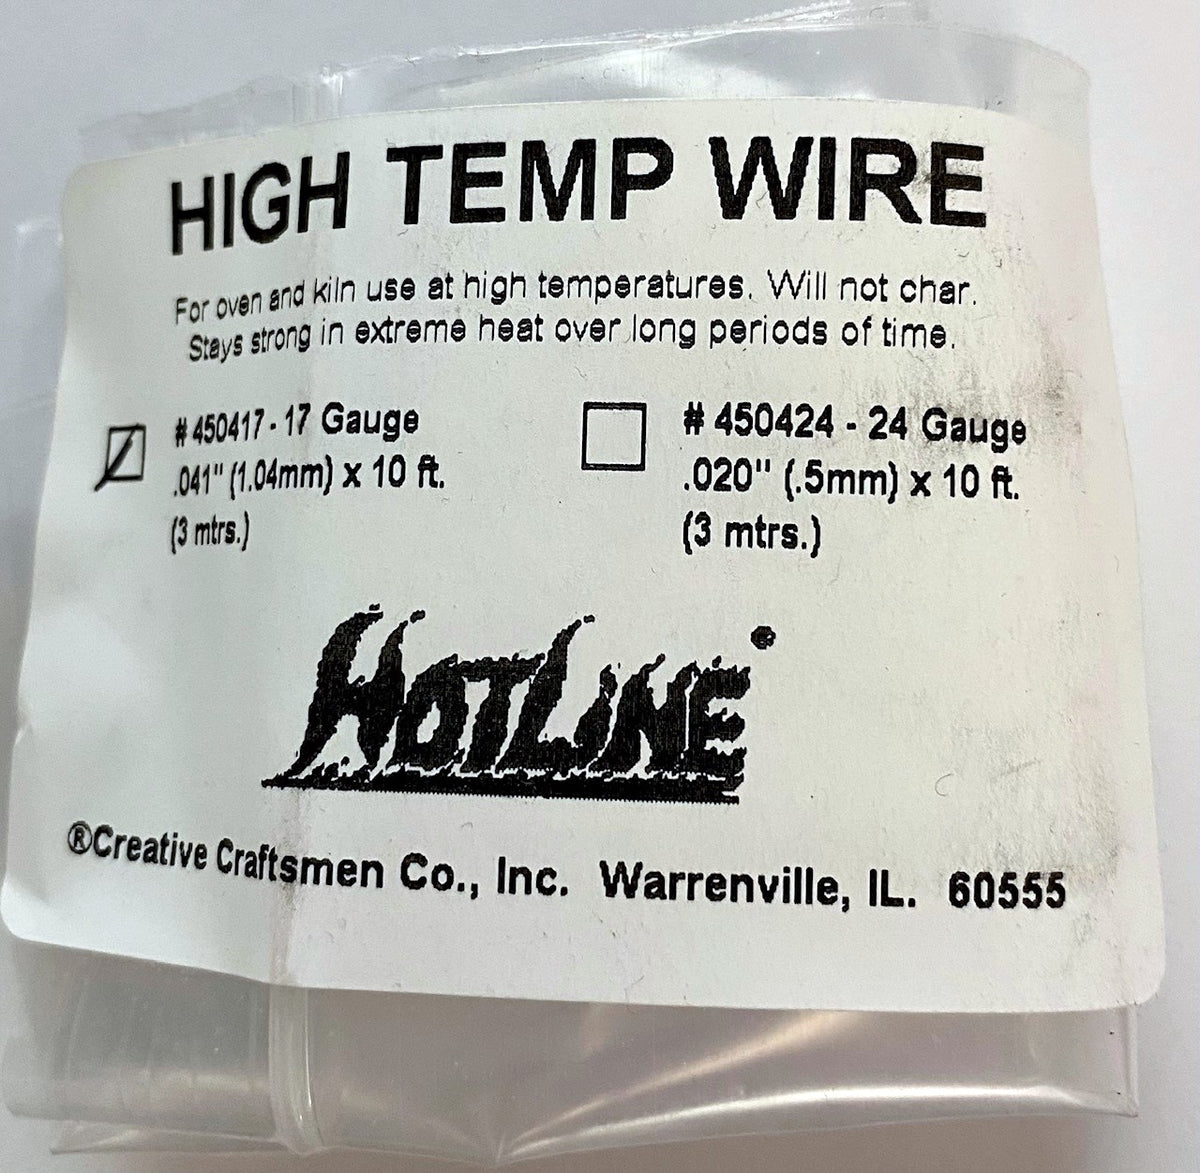 HIGH TEMP WIRE
For oven and kiln use at high temperatures. Will not char.
Stays strong in extreme heat over long periods of time.
# 450417 - 17 Gauge
.041" (1.04mm) x 10 ft.
(3 mtrs.)
# 450424 - 24 Gauge
.020" (.5mm) x 10 ft.
(3 mtrs.)
HOTLINE®
®Creative Craftsmen Co., Inc. Warrenville, IL. 60555